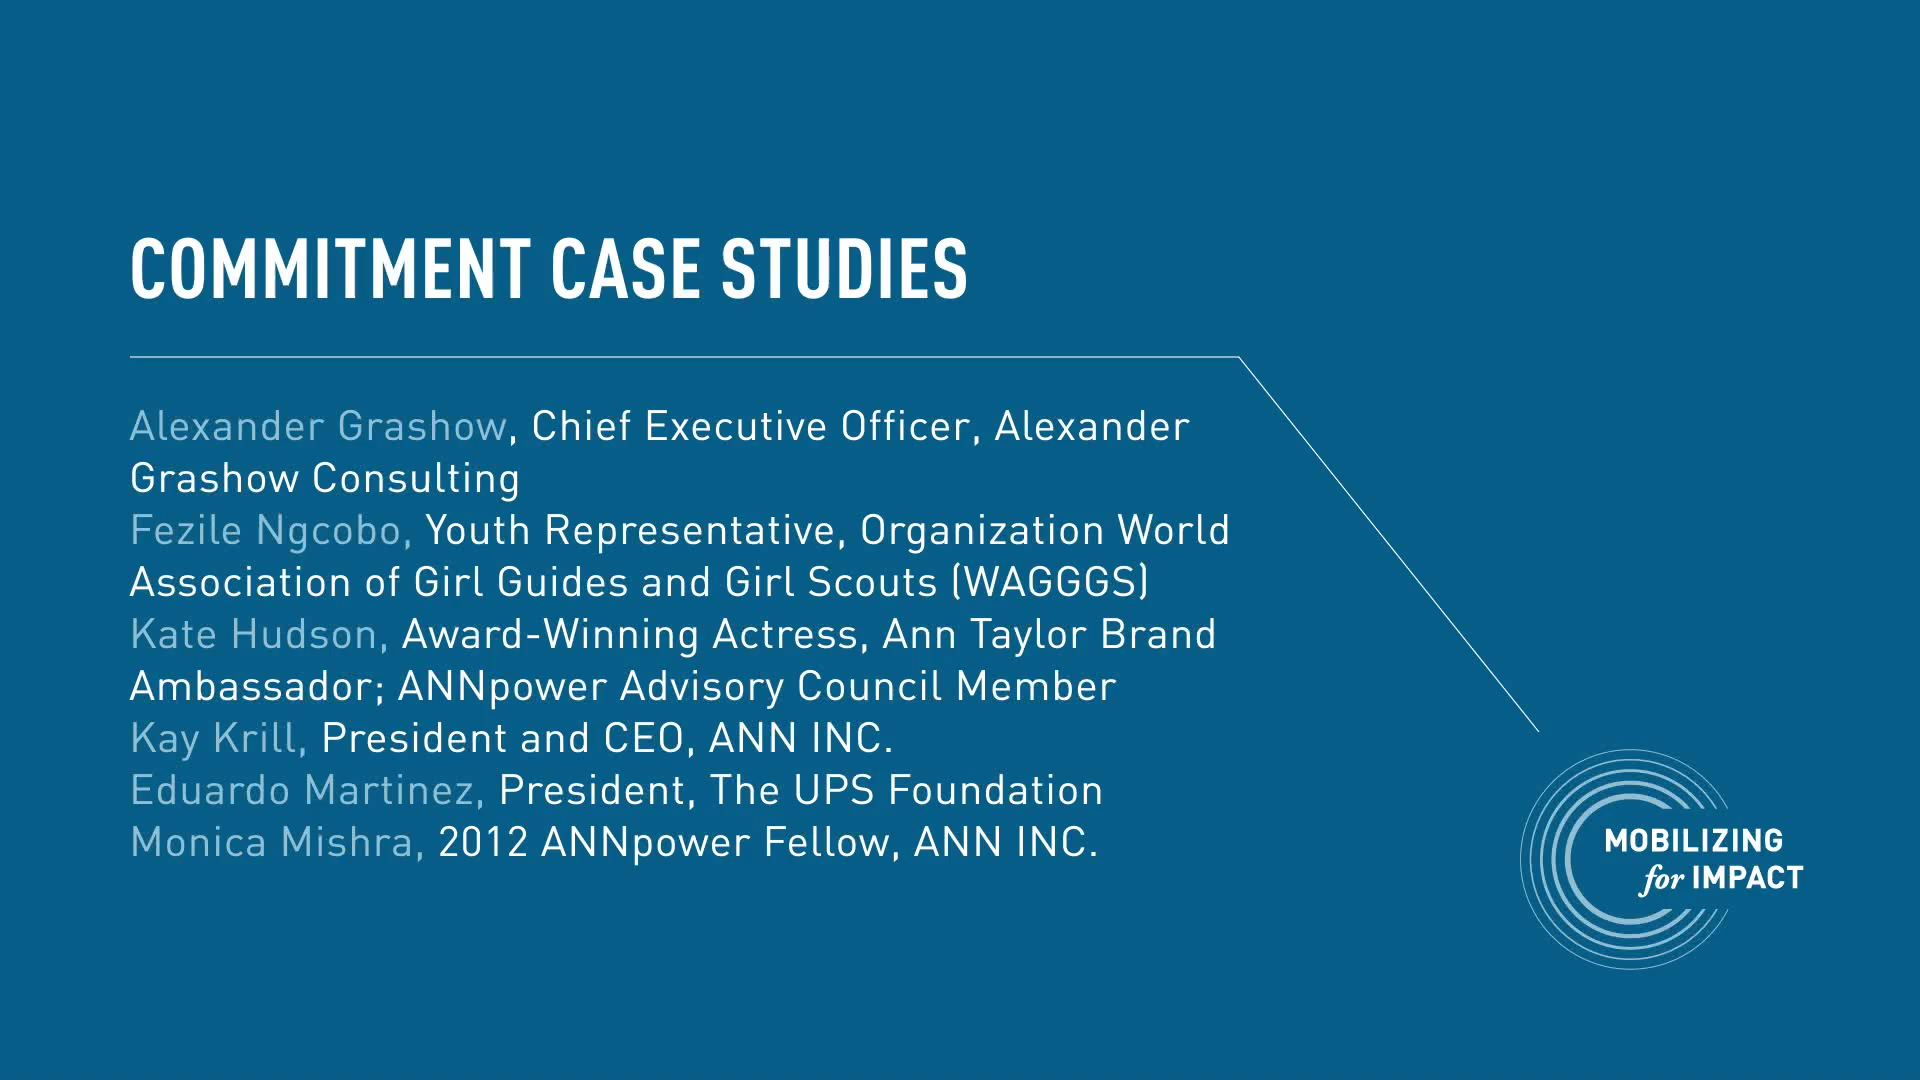 COMMITMENT CASE STUDIES
Alexander Grashow, Chief Executive Officer, Alexander
Grashow Consulting
Fezile Ngcobo, Youth Representative, Organization World
Association of Girl Guides and Girl Scouts (WAGGGS)
Kate Hudson, Award-Winning Actress, Ann Taylor Brand
Ambassador; ANNpower Advisory Council Member
Kay Krill, President and CEO, ANN INC.
Eduardo Martinez, President, The UPS Foundation
Monica Mishra, 2012 ANNpower Fellow, ANN INC.
MOBILIZING
for IMPACT